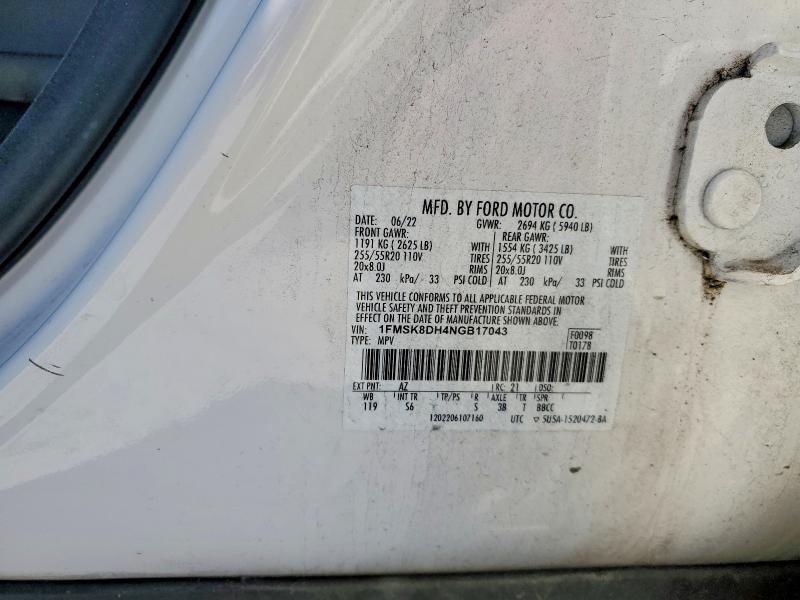 MFD. BY FORD MOTOR CO.
DATE: 06/22 GVWR: 2694 KG ( 5940 LB)
FRONT GAWR: REAR GAWR:
1191 KG ( 2625 LB) WITH 1554 KG ( 3425 LB) WITH
255/55R20 110V TIRES 255/55R20 110V TIRES
20x8.0J RIMS 20x8.0J RIMS
AT 230 kPa/ 33 PSI COLD AT 230 kPa/ 33 PSI COLD
THIS VEHICLE CONFORMS TO ALL APPLICABLE FEDERAL MOTOR
VEHICLE SAFETY AND THEFT PREVENTION STANDARDS IN
EFFECT ON THE DATE OF MANUFACTURE SHOWN ABOVE.
VIN: 1FMSK8DH4NGB17043 F0098
TYPE: MPV T0178
EXT PNT: AZ RC: 21 DSO:
WB INT TR TP/PS R AXLE TR SPR
119 S6 T S 3B T BBCC
1202206107160 UTC 5U5A-1520472-BA